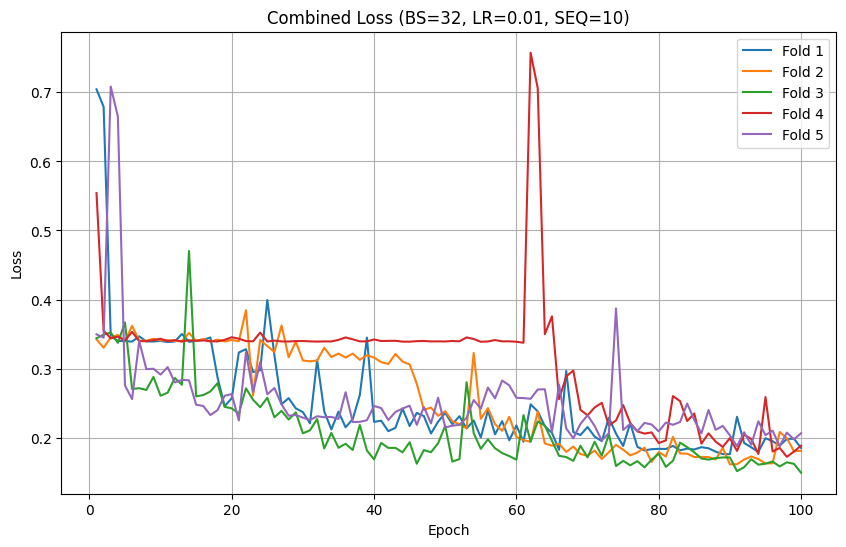 Combined Loss (BS=32, LR=0.01, SEQ=10)
Fold 1
Fold 2
Fold 3
Fold 4
Fold 5
Loss
0.7
0.6
0.5
0.4
0.3
0.2
0 20 40 60 80 100
Epoch